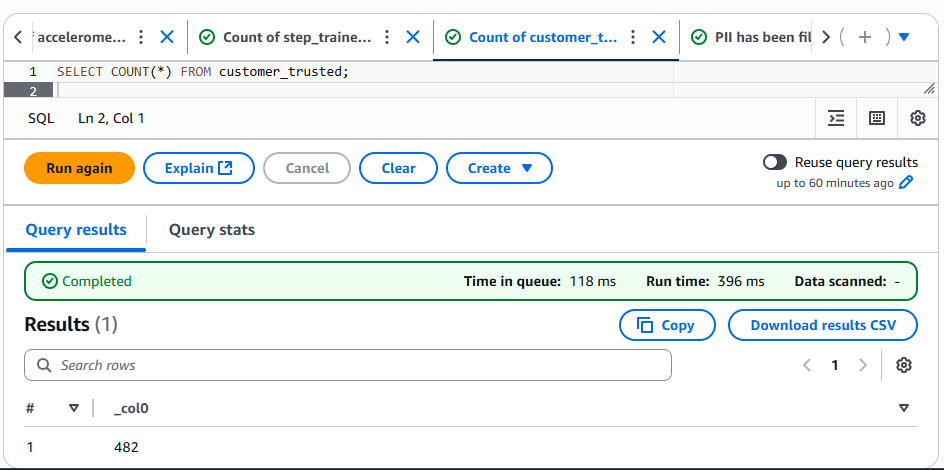 accelerome... Count of step_traine... Count of customer_t... PII has been fil
1 SELECT COUNT(*) FROM customer_trusted;
2
SQL Ln 2, Col 1
Run again Explain Cancel Clear Create Reuse query results
up to 60 minutes ago
Query results Query stats
Completed Time in queue: 118 ms Run time: 396 ms Data scanned: -
Results (1) Copy Download results CSV
Search rows 1
# _col0
1 482